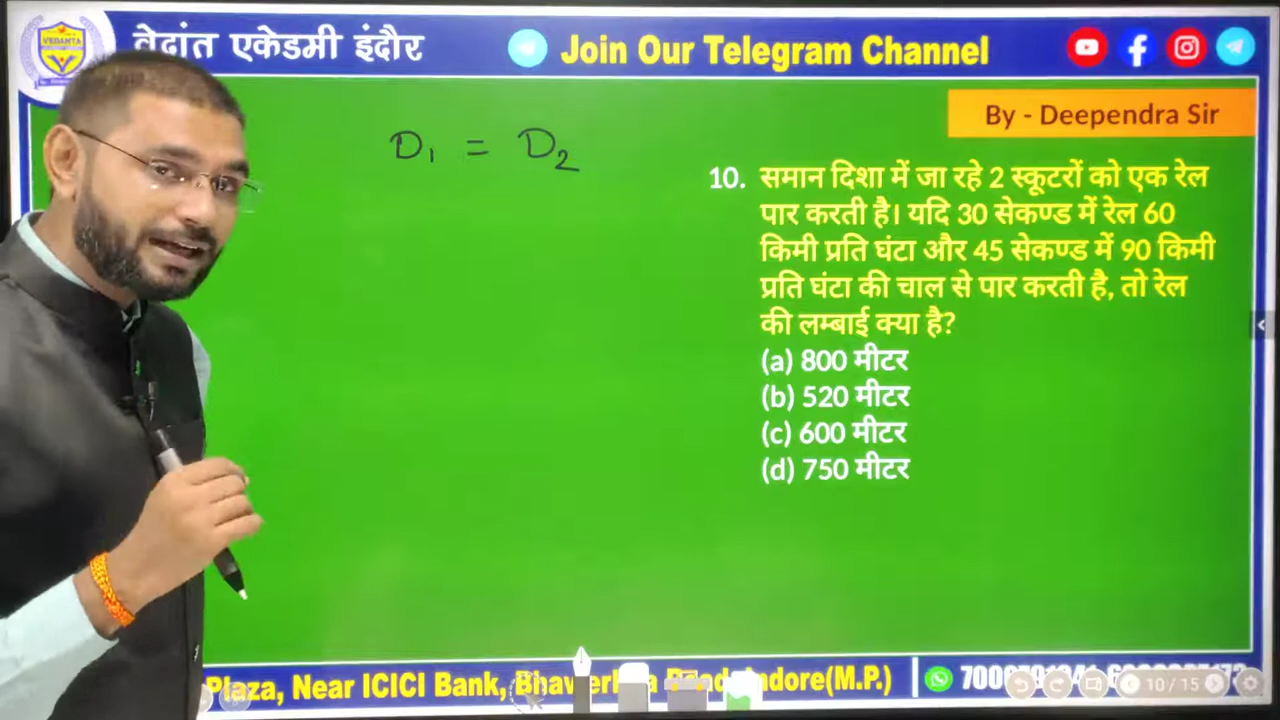 VEDANTA
वेदांत एकेडमी इंदौर
Join Our Telegram Channel
By - Deependra Sir
D₁ = D₂
10. समान दिशा में जा रहे 2 स्कूटरों को एक रेल
पार करती है। यदि 30 सेकण्ड में रेल 60
किमी प्रति घंटा और 45 सेकण्ड में 90 किमी
प्रति घंटा की चाल से पार करती है, तो रेल
की लम्बाई क्या है?
(a) 800 मीटर
(b) 520 मीटर
(c) 600 मीटर
(d) 750 मीटर
Plaza, Near ICICI Bank,
(M.P.)
10 / 15